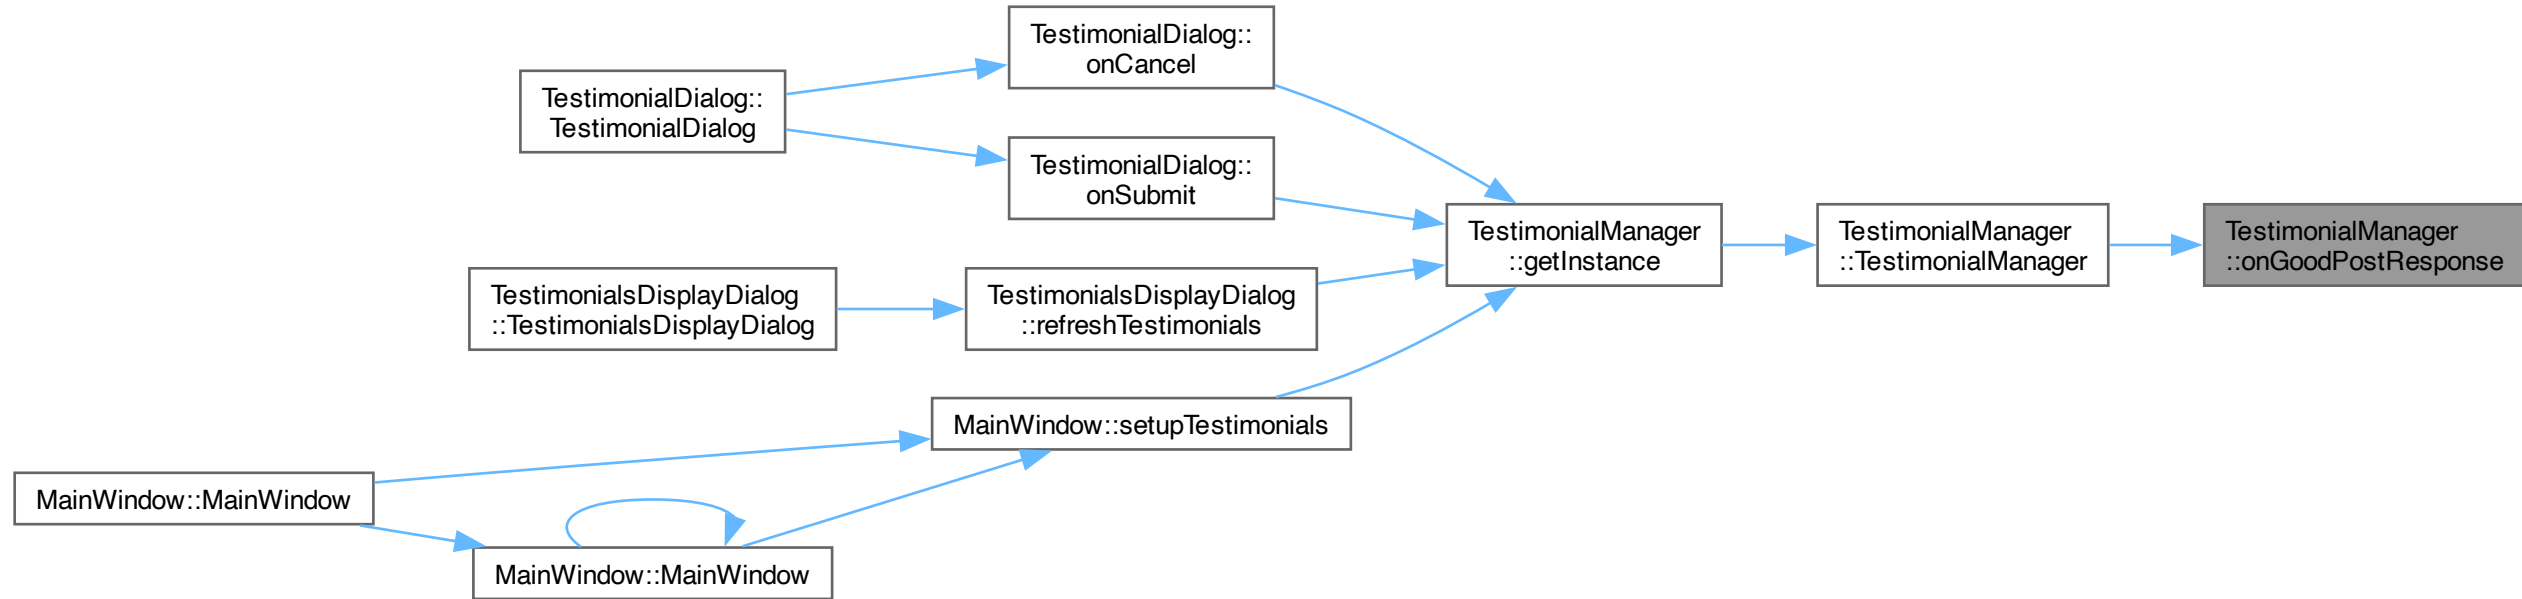 TestimonialDialog::
onCancel
TestimonialDialog::
TestimonialDialog
TestimonialDialog::
onSubmit
TestimonialManager
::getInstance
TestimonialManager
::TestimonialManager
TestimonialManager
::onGoodPostResponse
TestimonialsDisplayDialog
::TestimonialsDisplayDialog
TestimonialsDisplayDialog
::refreshTestimonials
MainWindow::setupTestimonials
MainWindow::MainWindow
MainWindow::MainWindow